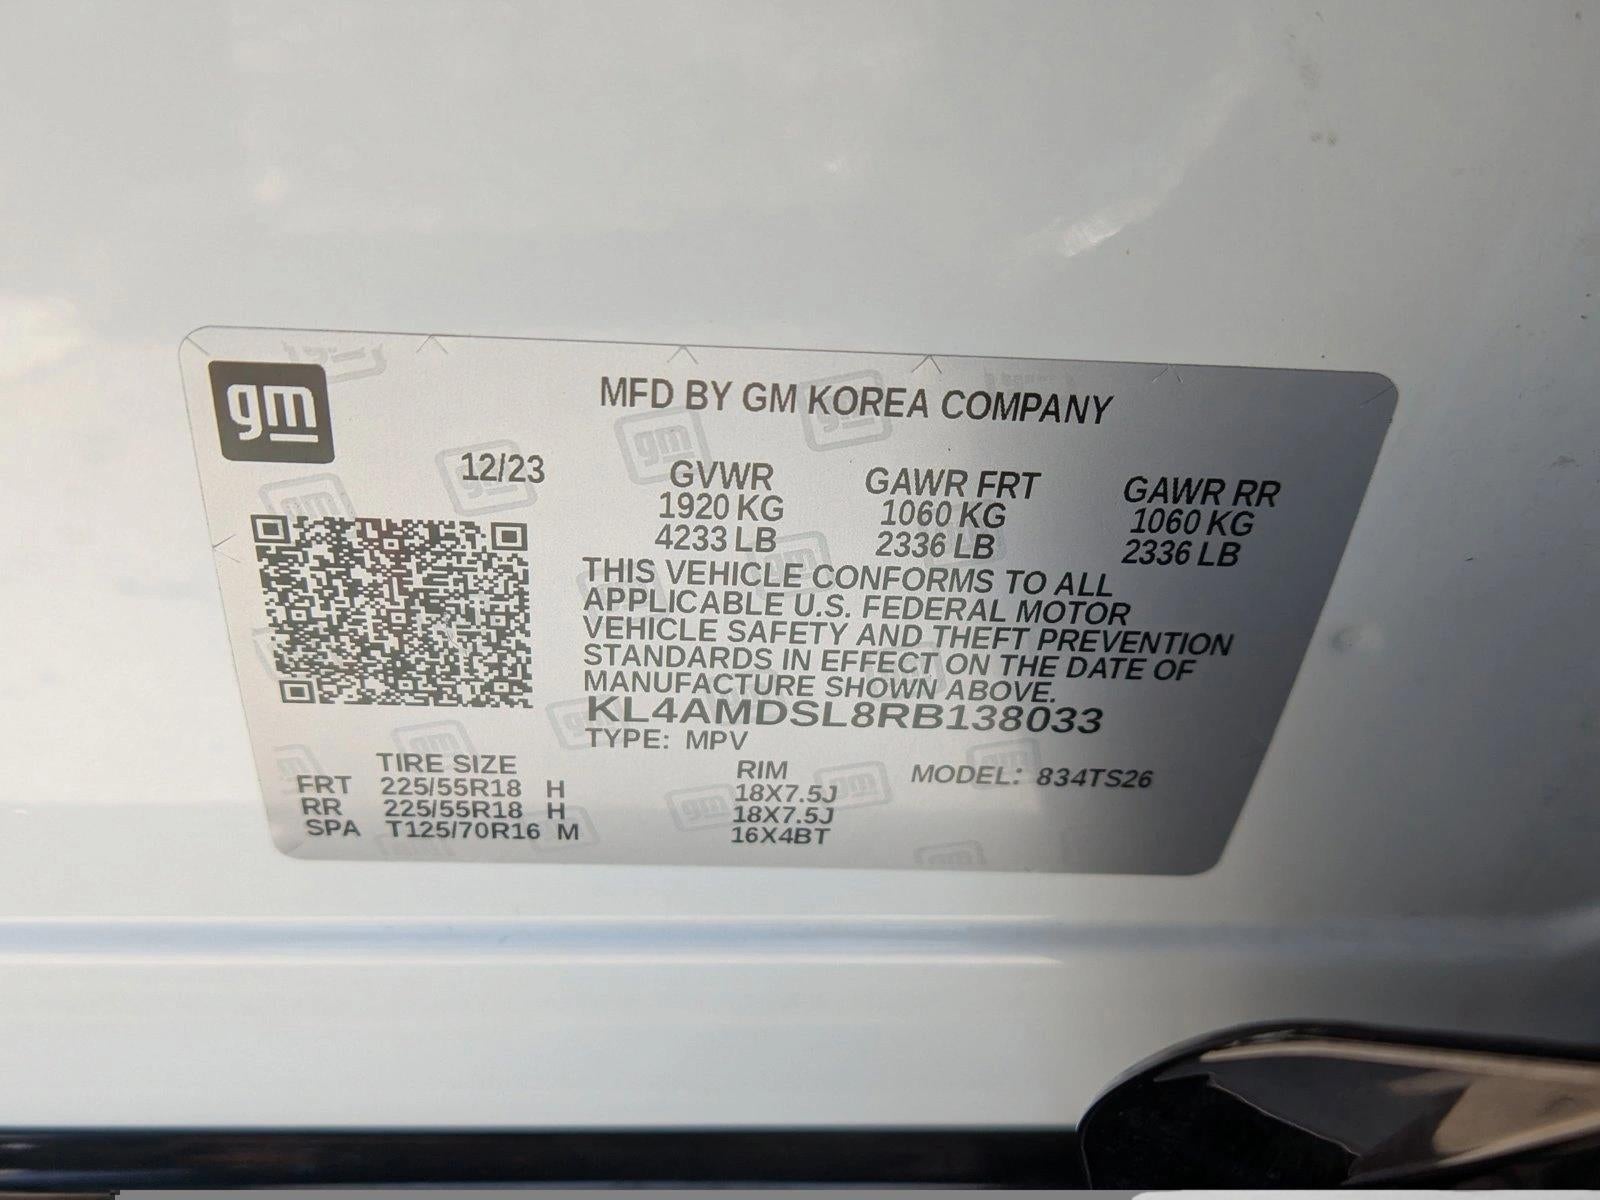 gm
MFD BY GM KOREA COMPANY
12/23
GVWR GAWR FRT GAWR RR
1920 KG 1060 KG 1060 KG
4233 LB 2336 LB 2336 LB
THIS VEHICLE CONFORMS TO ALL
APPLICABLE U.S. FEDERAL MOTOR
VEHICLE SAFETY AND THEFT PREVENTION
STANDARDS IN EFFECT ON THE DATE OF
MANUFACTURE SHOWN ABOVE.
KL4AMDSL8RB138033
TYPE: MPV
TIRE SIZE RIM MODEL: 834TS26
FRT 225/55R18 H 18X7.5J
RR 225/55R18 H 18X7.5J
SPA T125/70R16 M 16X4BT